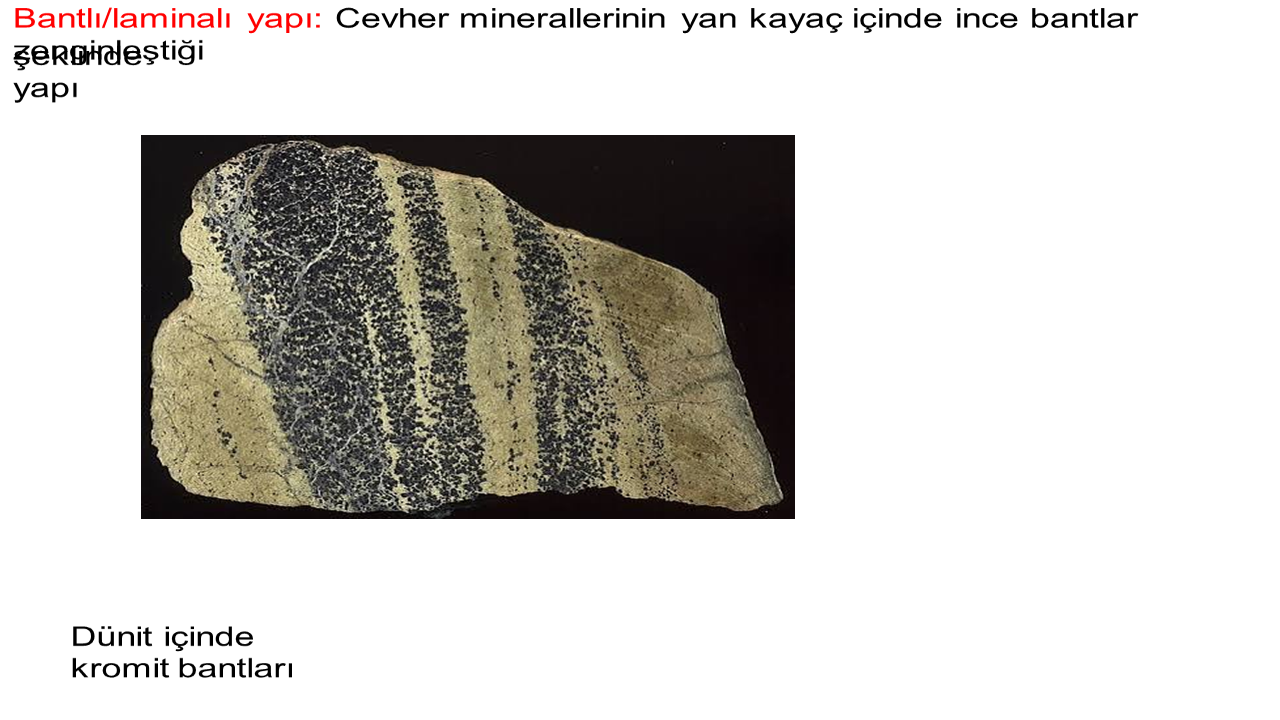 Bantlı/laminalı yapı: Cevher minerallerinin yan kayaç içinde ince bantlar
şeklinde zenginleştiği
yapı
Dünit içinde
kromit bantları